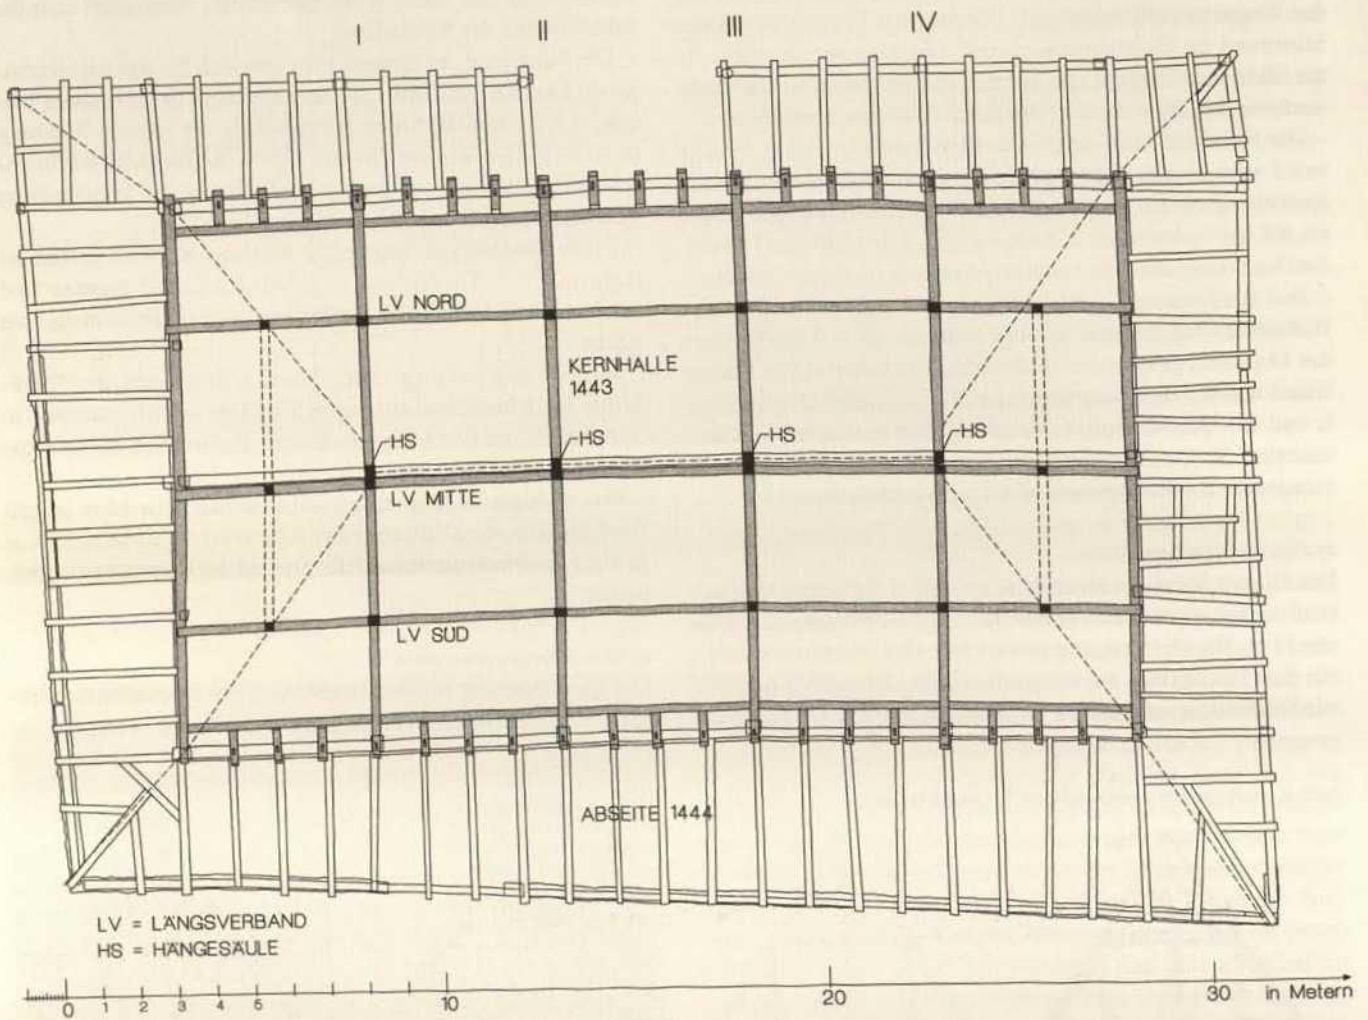 I II III IV
LV NORD
KERNHALLE
1443
HS HS HS HS
LV MITTE
LV SÜD
ABSEITE 1444
LV = LÄNGSVERBAND
HS = HÄNGESÄULE
0 1 2 3 4 5 10 20 30 in Metern